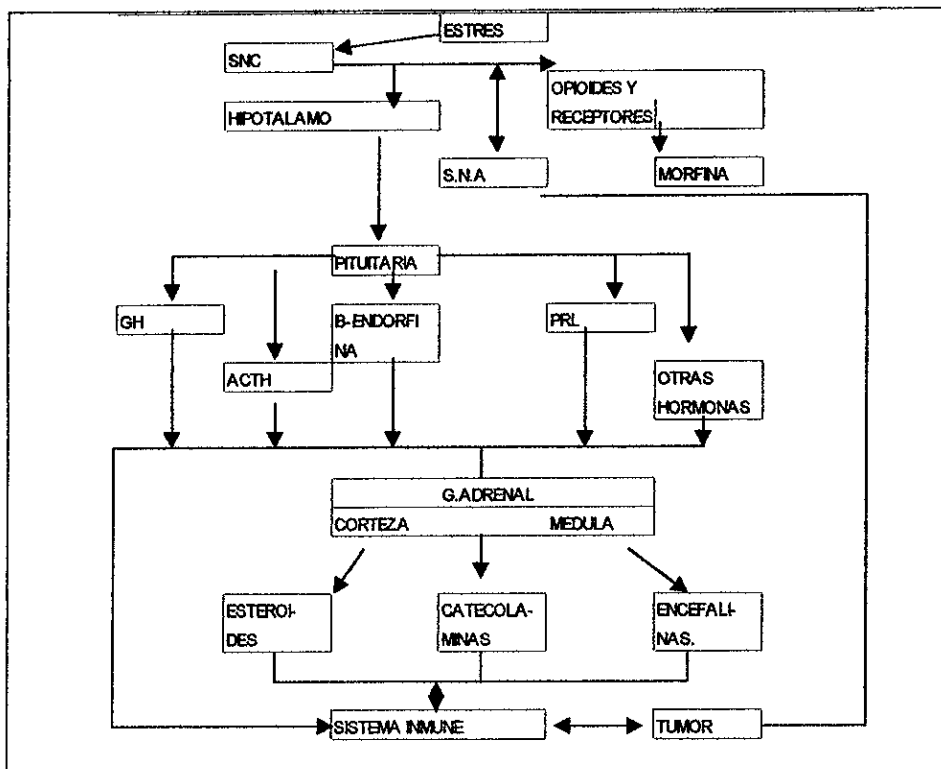 ESTRES
SNC
OPIOIDES Y
RECEPTORES
HIPOTALAMO
S.N.A
MORFINA
PITUITARIA
GH
B-ENDORFI
NA
PRL
ACTH
OTRAS
HORMONAS
G.ADRENAL
CORTEZA MEDULA
ESTEROI-
DES
CATECOLA-
MINAS
ENCEFALI-
NAS.
SISTEMA INMUNE
TUMOR